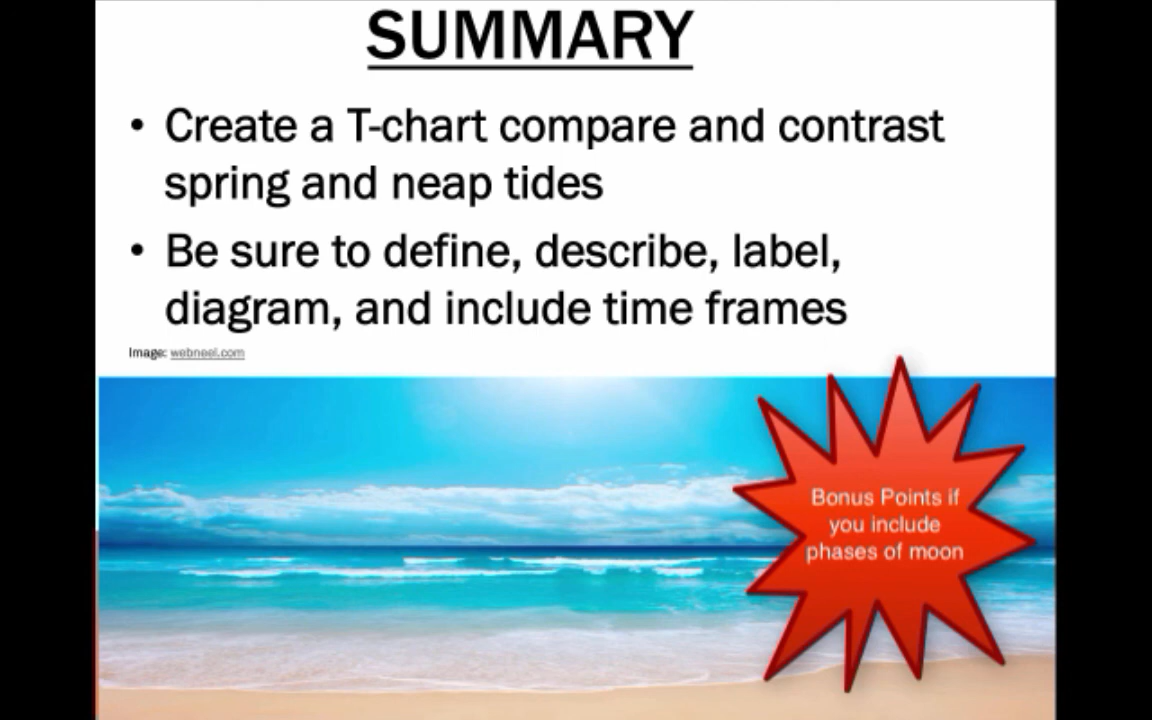 SUMMARY
• Create a T-chart compare and contrast
spring and neap tides
• Be sure to define, describe, label,
diagram, and include time frames
Image: webneel.com
Bonus Points if
you include
phases of moon